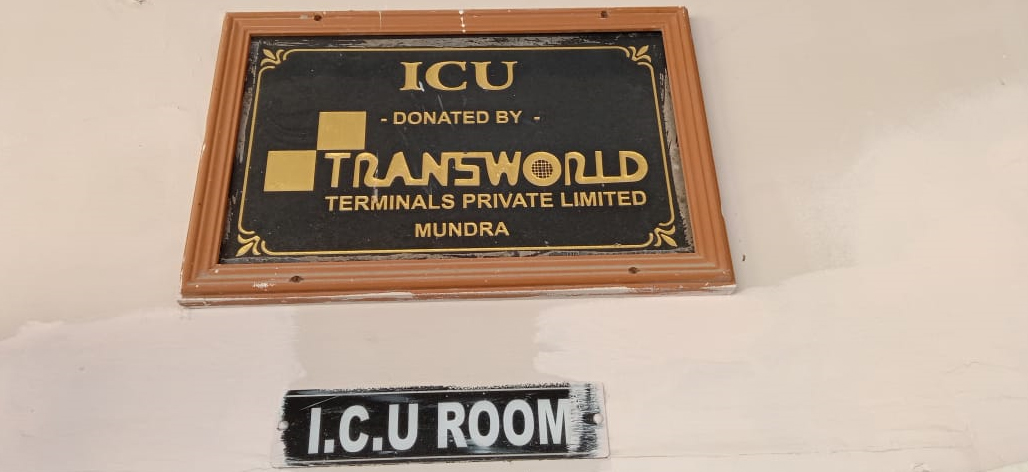 ICU
- DONATED BY -
TRANSWORLD
TERMINALS PRIVATE LIMITED
MUNDRA
I.C.U ROOM